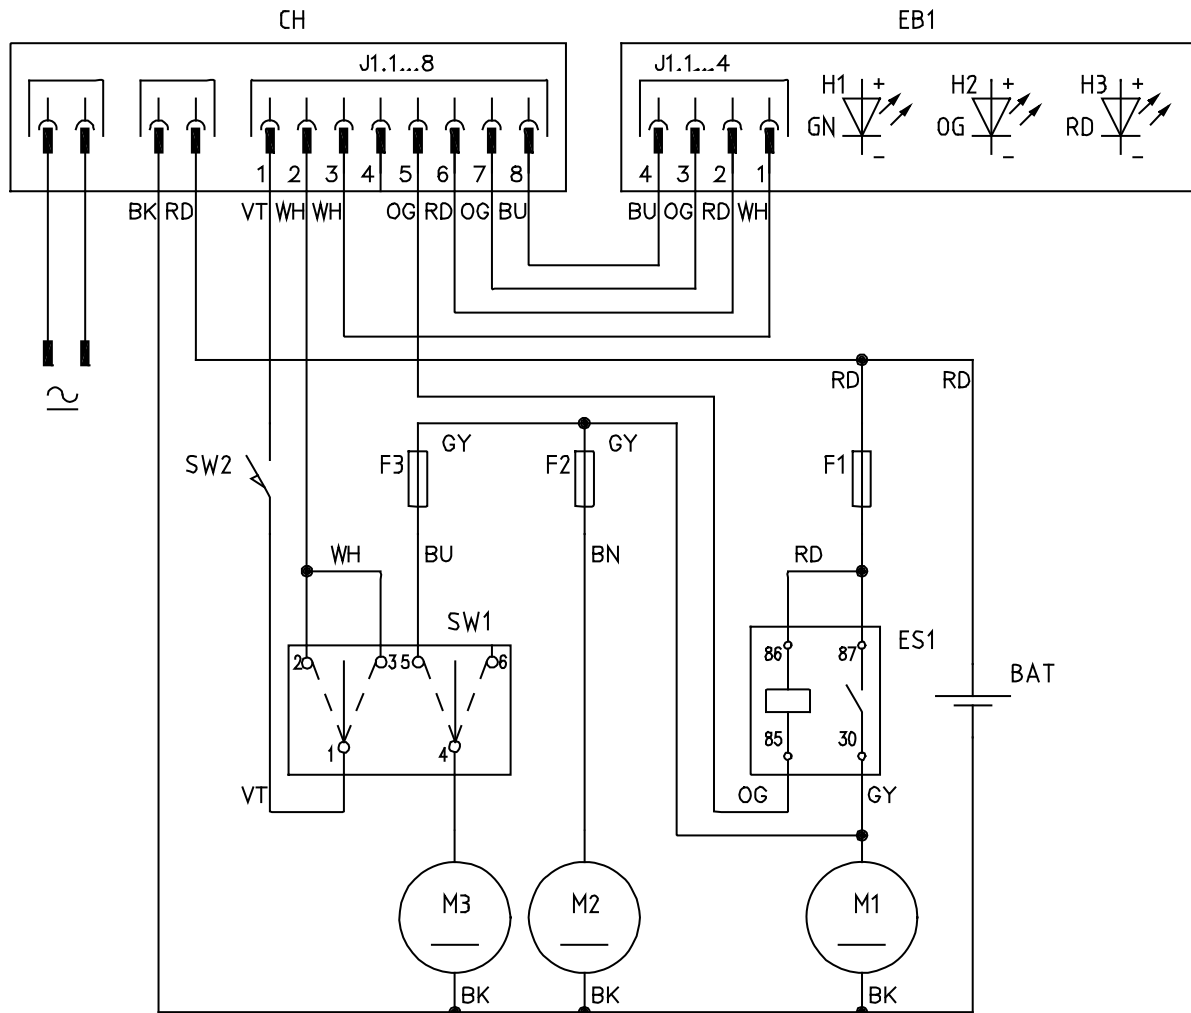 CH EB1
J1.1...8 J1.1...4
H1 + H2 + H3 +
GN OG RD
- - -
1 2 3 4 5 6 7 8 4 3 2 1
BK RD VT WH WH OG RD OG BU BU OG RD WH
RD RD
GY GY
SW2 F3 F2 F1
WH BU BN RD
SW1
ES1
2 3 5 6 86 87
BAT
1 4 85 30
VT OG GY
M3 M2 M1
BK BK BK